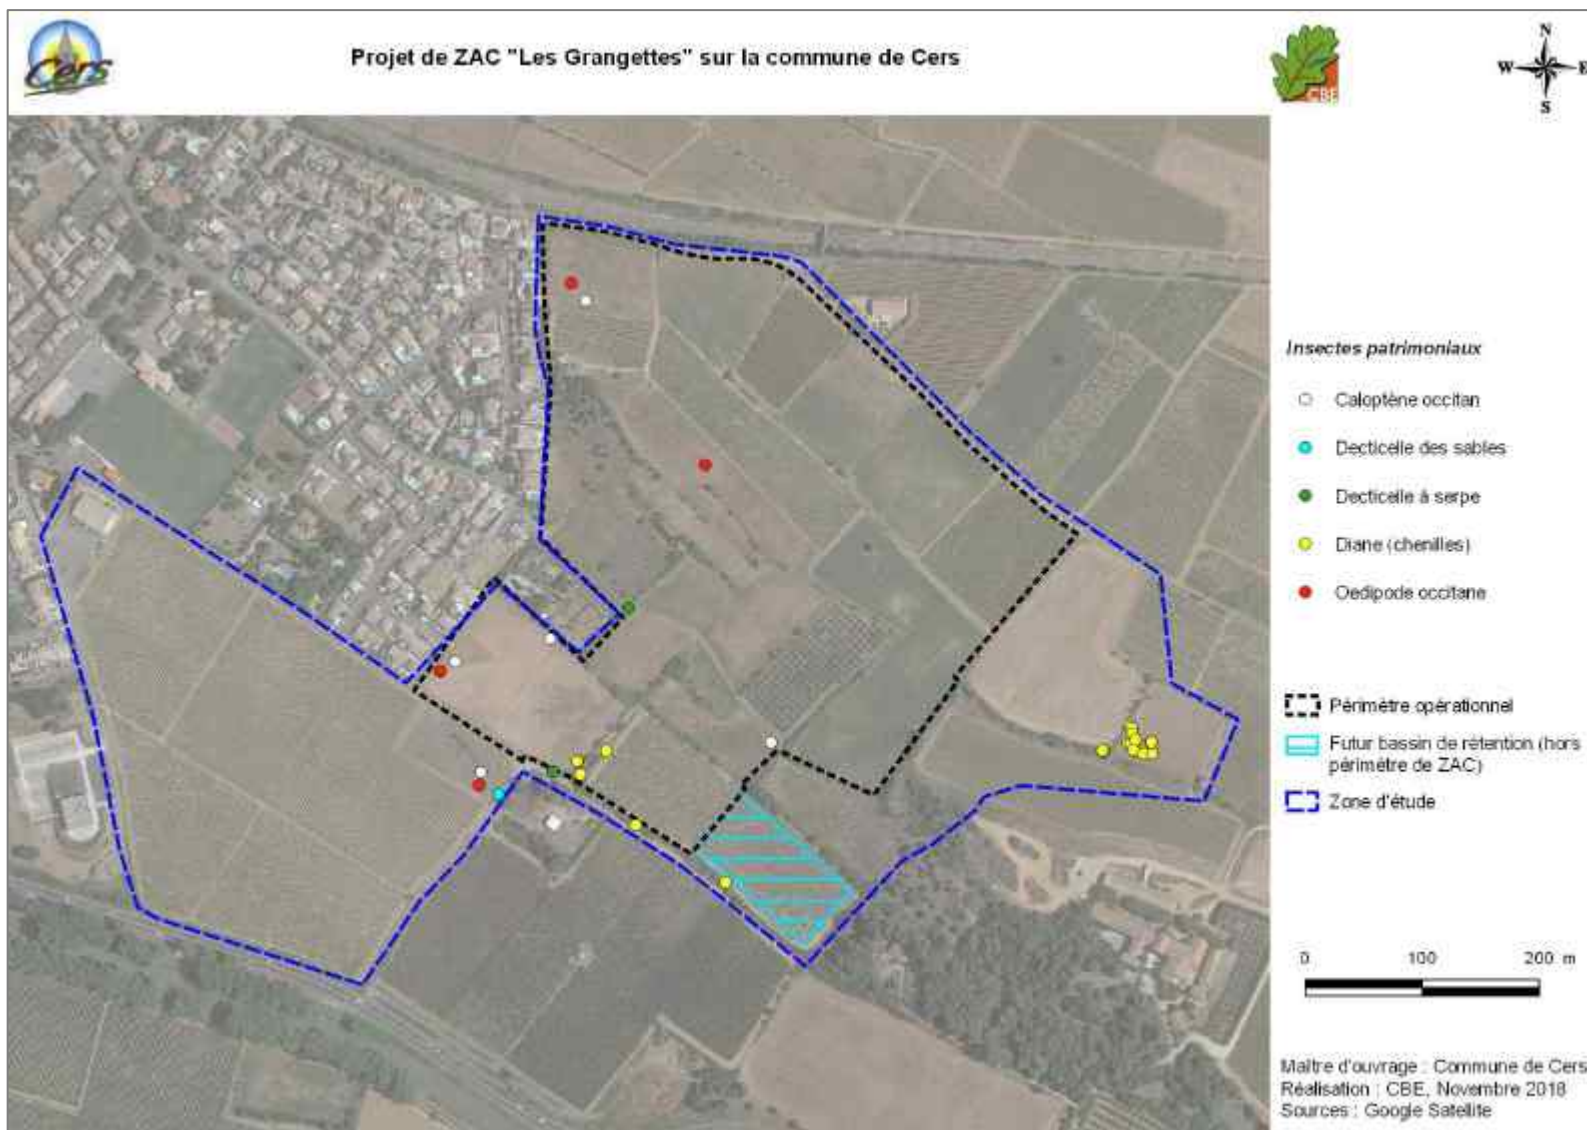 Cers
Projet de ZAC "Les Grangettes" sur la commune de Cers
CBE
N
W E
S
Insectes patrimoniaux
Caloptène occitan
Decticelle des sables
Decticelle à serpe
Diane (chenilles)
Oedipode occitane
Périmètre opérationnel
Futur bassin de rétention (hors
périmètre de ZAC)
Zone d'étude
0 100 200 m
Maître d'ouvrage : Commune de Cers
Réalisation : CBE, Novembre 2018
Sources : Google Satellite